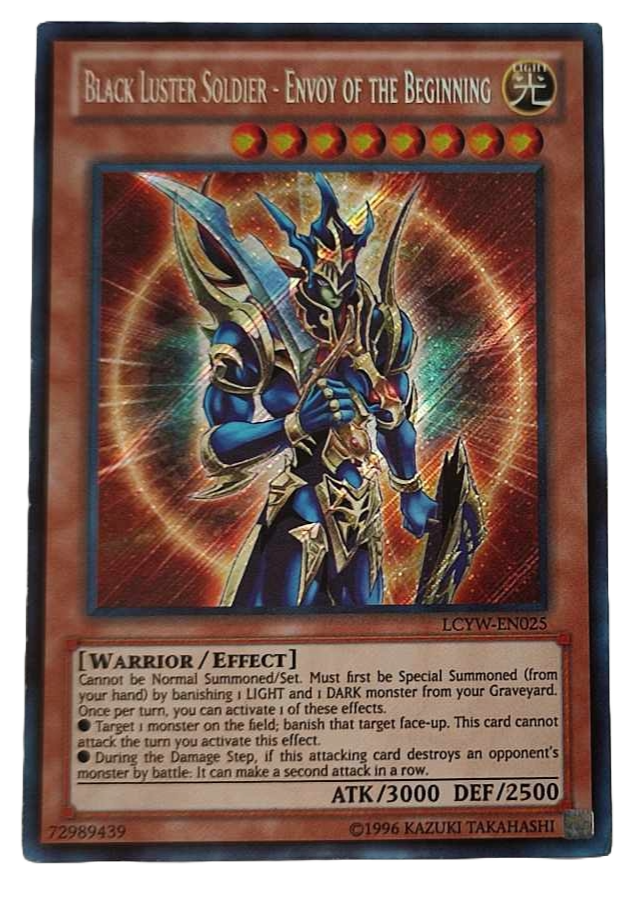 BLACK LUSTER SOLDIER - ENVOY OF THE BEGINNING
LIGHT
光
LCYW-EN025
[WARRIOR/EFFECT]
Cannot be Normal Summoned/Set. Must first be Special Summoned (from
your hand) by banishing 1 LIGHT and 1 DARK monster from your Graveyard.
Once per turn, you can activate 1 of these effects.
● Target 1 monster on the field; banish that target face-up. This card cannot
attack the turn you activate this effect.
● During the Damage Step, if this attacking card destroys an opponent's
monster by battle: It can make a second attack in a row.
ATK/3000 DEF/2500
72989439
©1996 KAZUKI TAKAHASHI